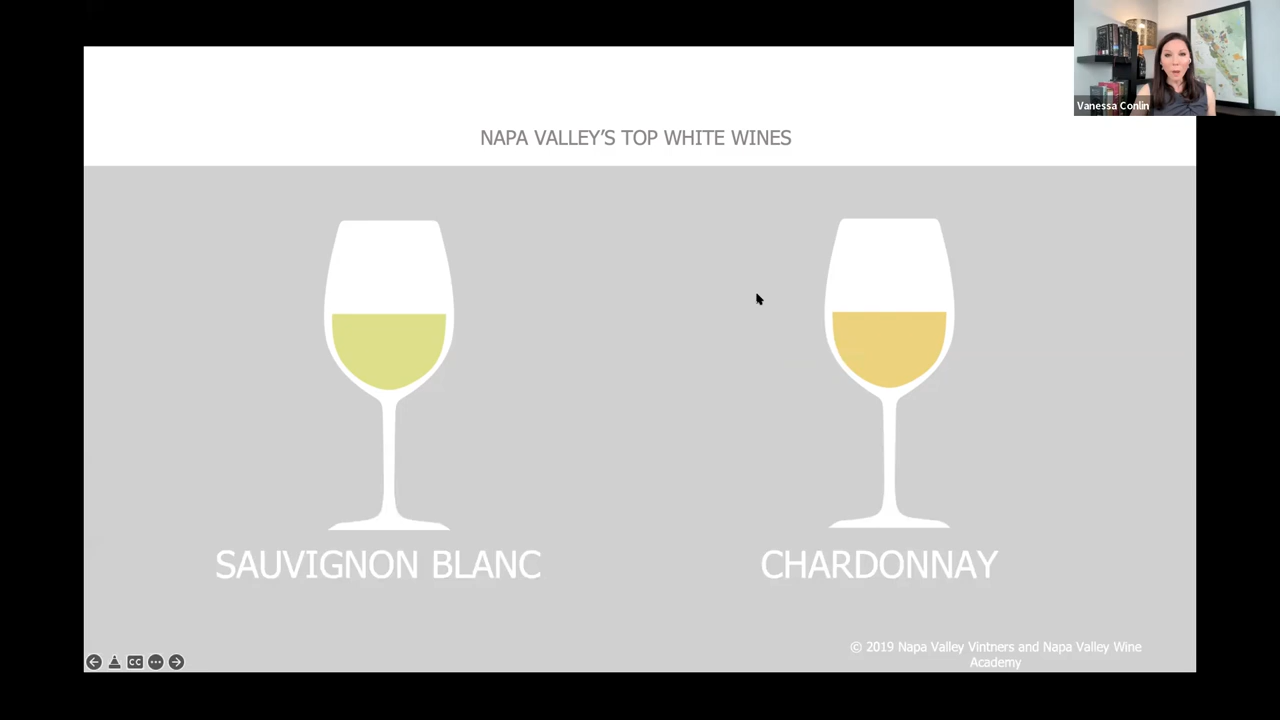 Vanessa Conlin
NAPA VALLEY'S TOP WHITE WINES
SAUVIGNON BLANC
CHARDONNAY
© 2019 Napa Valley Vintners and Napa Valley Wine
Academy
CC